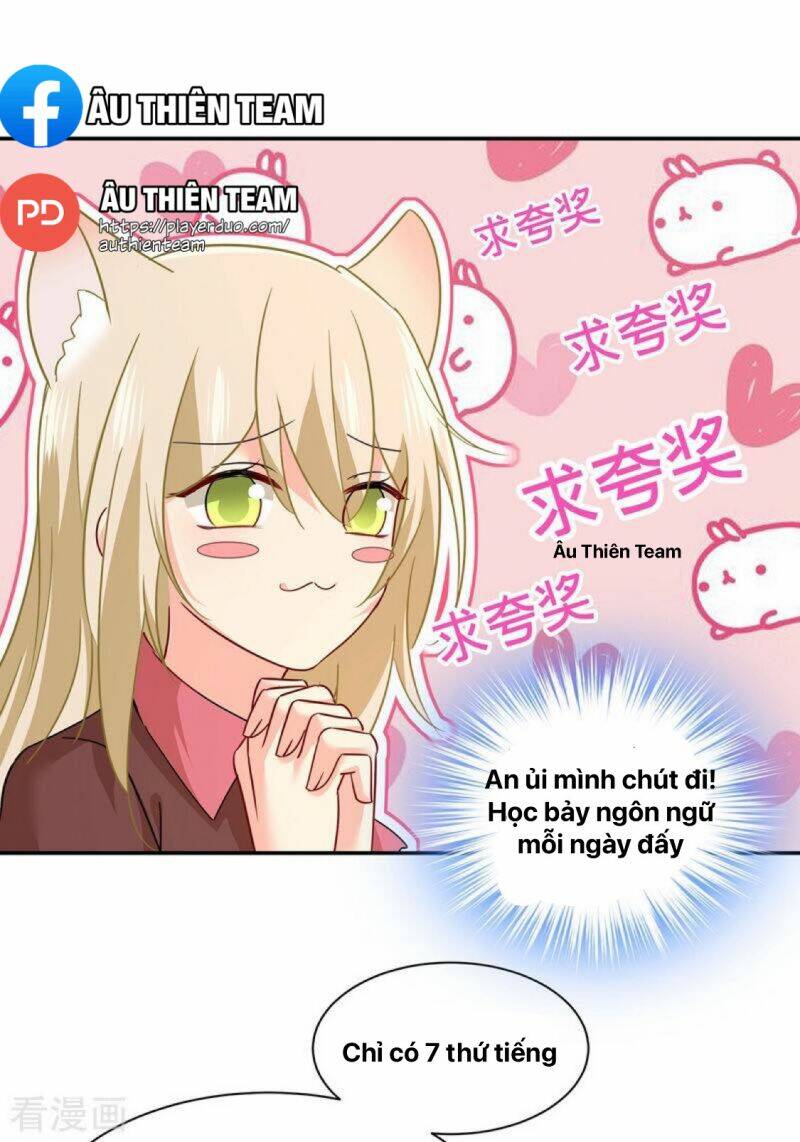 ÂU THIÊN TEAM
PD
ÂU THIÊN TEAM
https://playerduo.com/
authienteam
求夸奖
求夸奖
求夸奖
Âu Thiên Team
求夸奖
An ủi mình chút đi!
Học bảy ngôn ngữ
mỗi ngày đấy
Chỉ có 7 thứ tiếng
看漫画